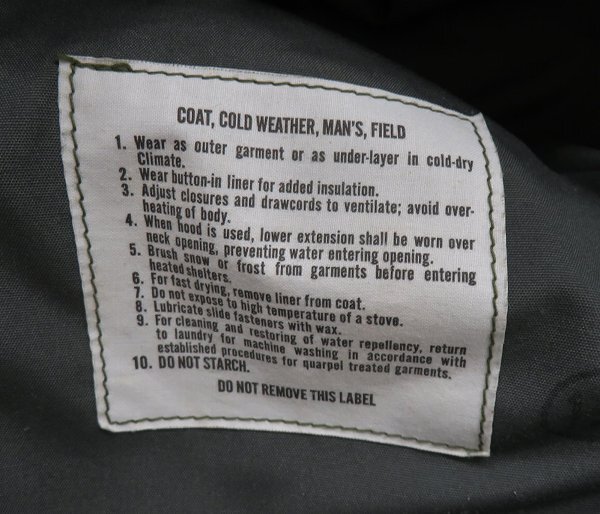 COAT, COLD WEATHER, MAN'S, FIELD
1. Wear as outer garment or as under-layer in cold-dry
Climate.
2. Wear button-in liner for added insulation.
3. Adjust closures and drawcords to ventilate; avoid over-
heating of body.
4. When hood is used, lower extension shall be worn over
neck opening, preventing water entering opening.
5. Brush snow or frost from garments before entering
heated shelters.
6. For fast drying, remove liner from coat.
7. Do not expose to high temperature of a stove.
8. Lubricate slide fasteners with wax.
9. For cleaning and restoring of water repellency, return
to laundry for machine washing in accordance with
established procedures for quarpel treated garments.
10. DO NOT STARCH.
DO NOT REMOVE THIS LABEL